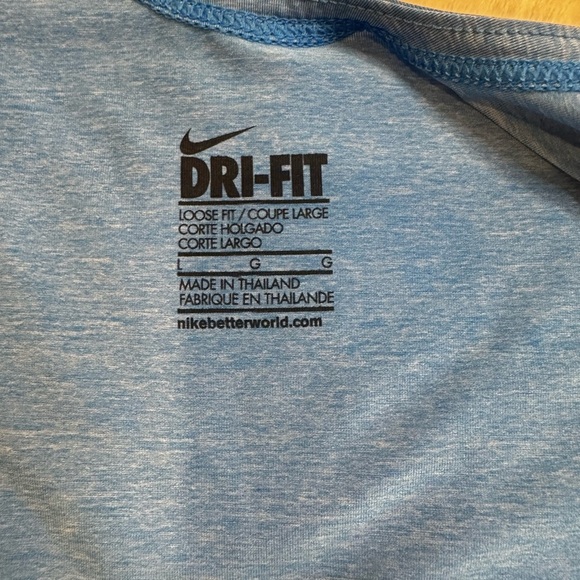 DRI-FIT
LOOSE FIT / COUPE LARGE
CORTE HOLGADO
CORTE LARGO
L G G
MADE IN THAILAND
FABRIQUE EN THAILANDE
nikebetterworld.com